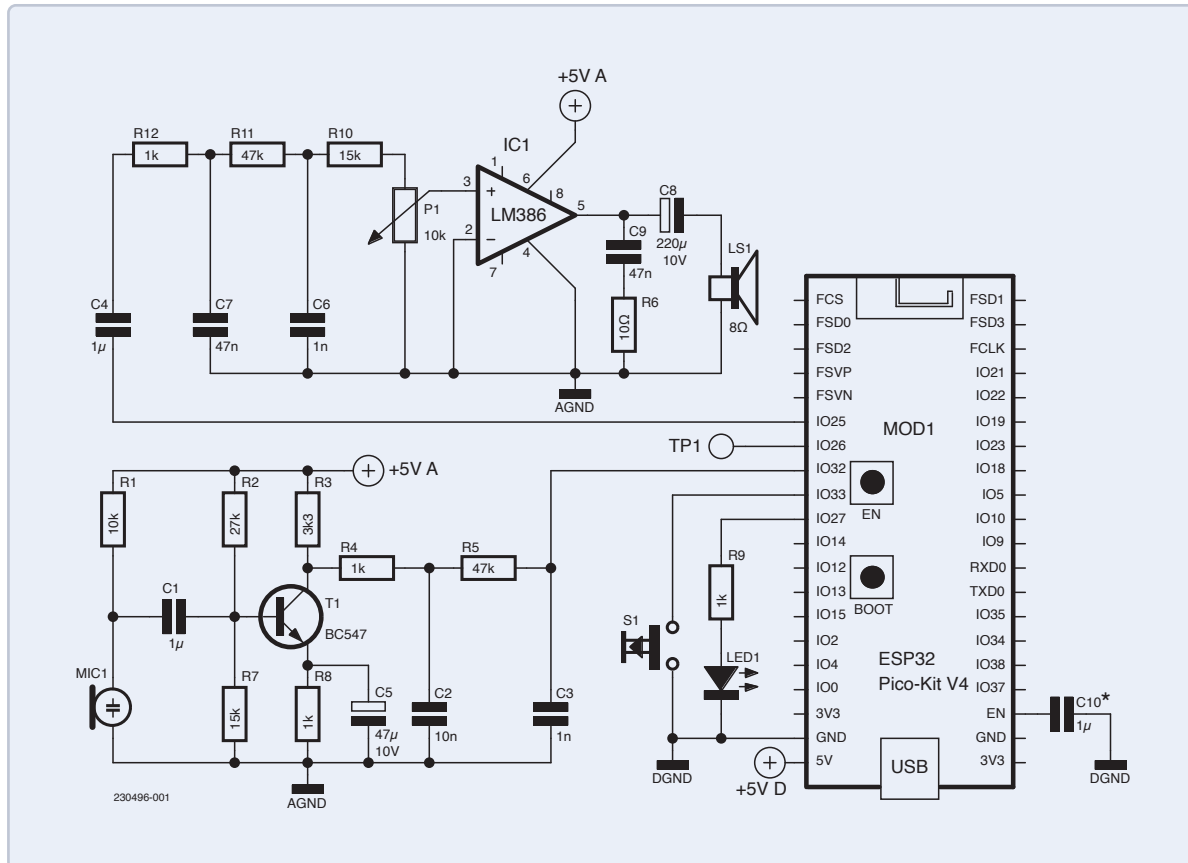 +5V A
R12
1k
R11
47k
R10
15k
IC1
LM386
1
6
8
3
+
5
2
−
4
7
P1
10k
C8
220µ
10V
C9
47n
R6
10Ω
LS1
8Ω
C4
1µ
C7
47n
C6
1n
AGND
FCS
FSD0
FSD2
FSVP
FSVN
IO25
IO26
IO32
IO33
IO27
IO14
IO12
IO13
IO15
IO2
IO4
IO0
3V3
GND
5V
FSD1
FSD3
FCLK
IO21
IO22
IO19
IO23
IO18
IO5
IO10
IO9
RXD0
TXD0
IO35
IO34
IO38
IO37
EN
GND
3V3
MOD1
EN
BOOT
ESP32
Pico-Kit V4
USB
TP1
+5V A
R1
10k
R2
27k
R3
3k3
R4
1k
R5
47k
C1
1µ
T1
BC547
MIC1
R7
15k
R8
1k
C5
47µ
10V
C2
10n
C3
1n
AGND
S1
R9
1k
LED1
DGND
+5V D
C10*
1µ
DGND
230496-001